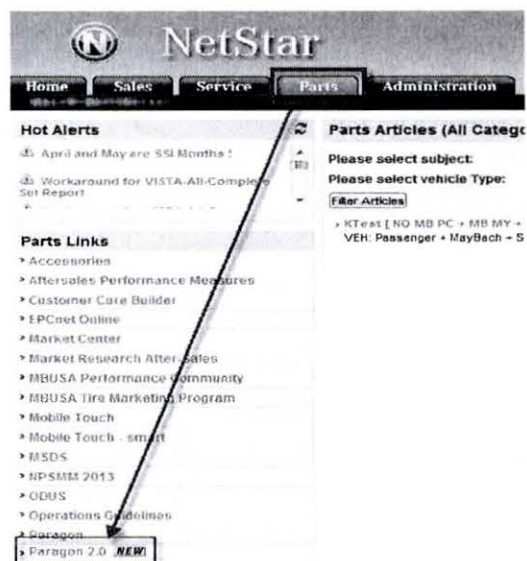 N NetStar
Home Sales Service Parts Administration
Hot Alerts
April and May are SSI Months !
Workaround for VISTA-All-Complete
Set Report
Parts Links
> Accessories
> Aftersales Performance Measures
> Customer Care Builder
> EPCnet Online
> Market Center
> Market Research After-Sales
> MBUSA Performance Community
> MBUSA Tire Marketing Program
> Mobile Touch
> Mobile Touch - smart
> MSDS
> NPSMM 2013
> ODUS
> Operations Guidelines
> Paragon
> Paragon 2.0 NEW!
Parts Articles (All Catego
Please select subject:
Please select vehicle Type:
Filter Articles
> KTest [ NO MB PC + MB MY +
VEH: Passenger + MayBach + S